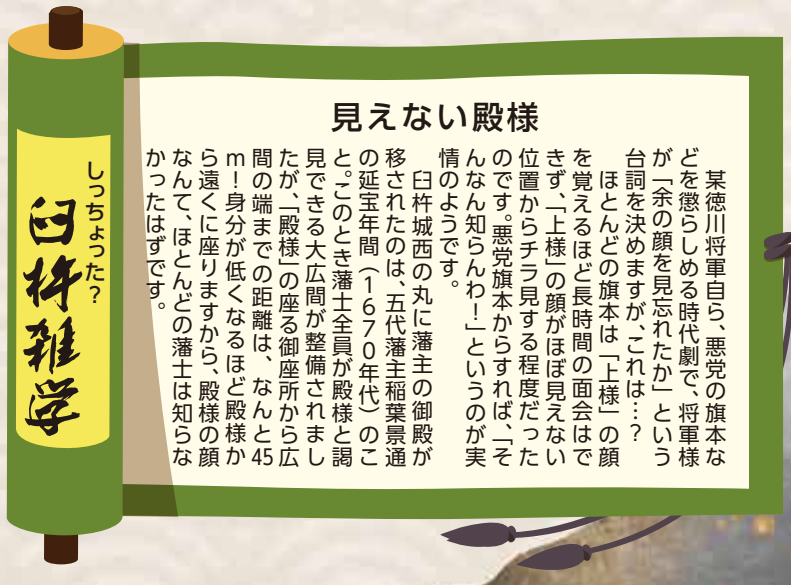 見えない殿様
　某徳川将軍自ら、悪党の旗本な
どを懲らしめる時代劇で、将軍様
が「余の顔を見忘れたか」という
台詞を決めますが、これは…？
　ほとんどの旗本は「上様」の顔
を覚えるほど長時間の面会はで
きず、「上様」の顔がほぼ見えない
位置からチラ見する程度だった
のです。悪党旗本からすれば、「そ
んなん知らんわ！」というのが実
情のようです。
　臼杵城西の丸に藩主の御殿が
移されたのは、五代藩主稲葉景通
の延宝年間（1670年代）のこ
と。このとき藩士全員が殿様と謁
見できる大広間が整備されまし
たが、「殿様」の座る御座所から広
間の端までの距離は、なんと45
m！身分が低くなるほど殿様か
ら遠くに座りますから、殿様の顔
なんて、ほとんどの藩士は知らな
かったはずです。
しっちょった？
臼杵雑学